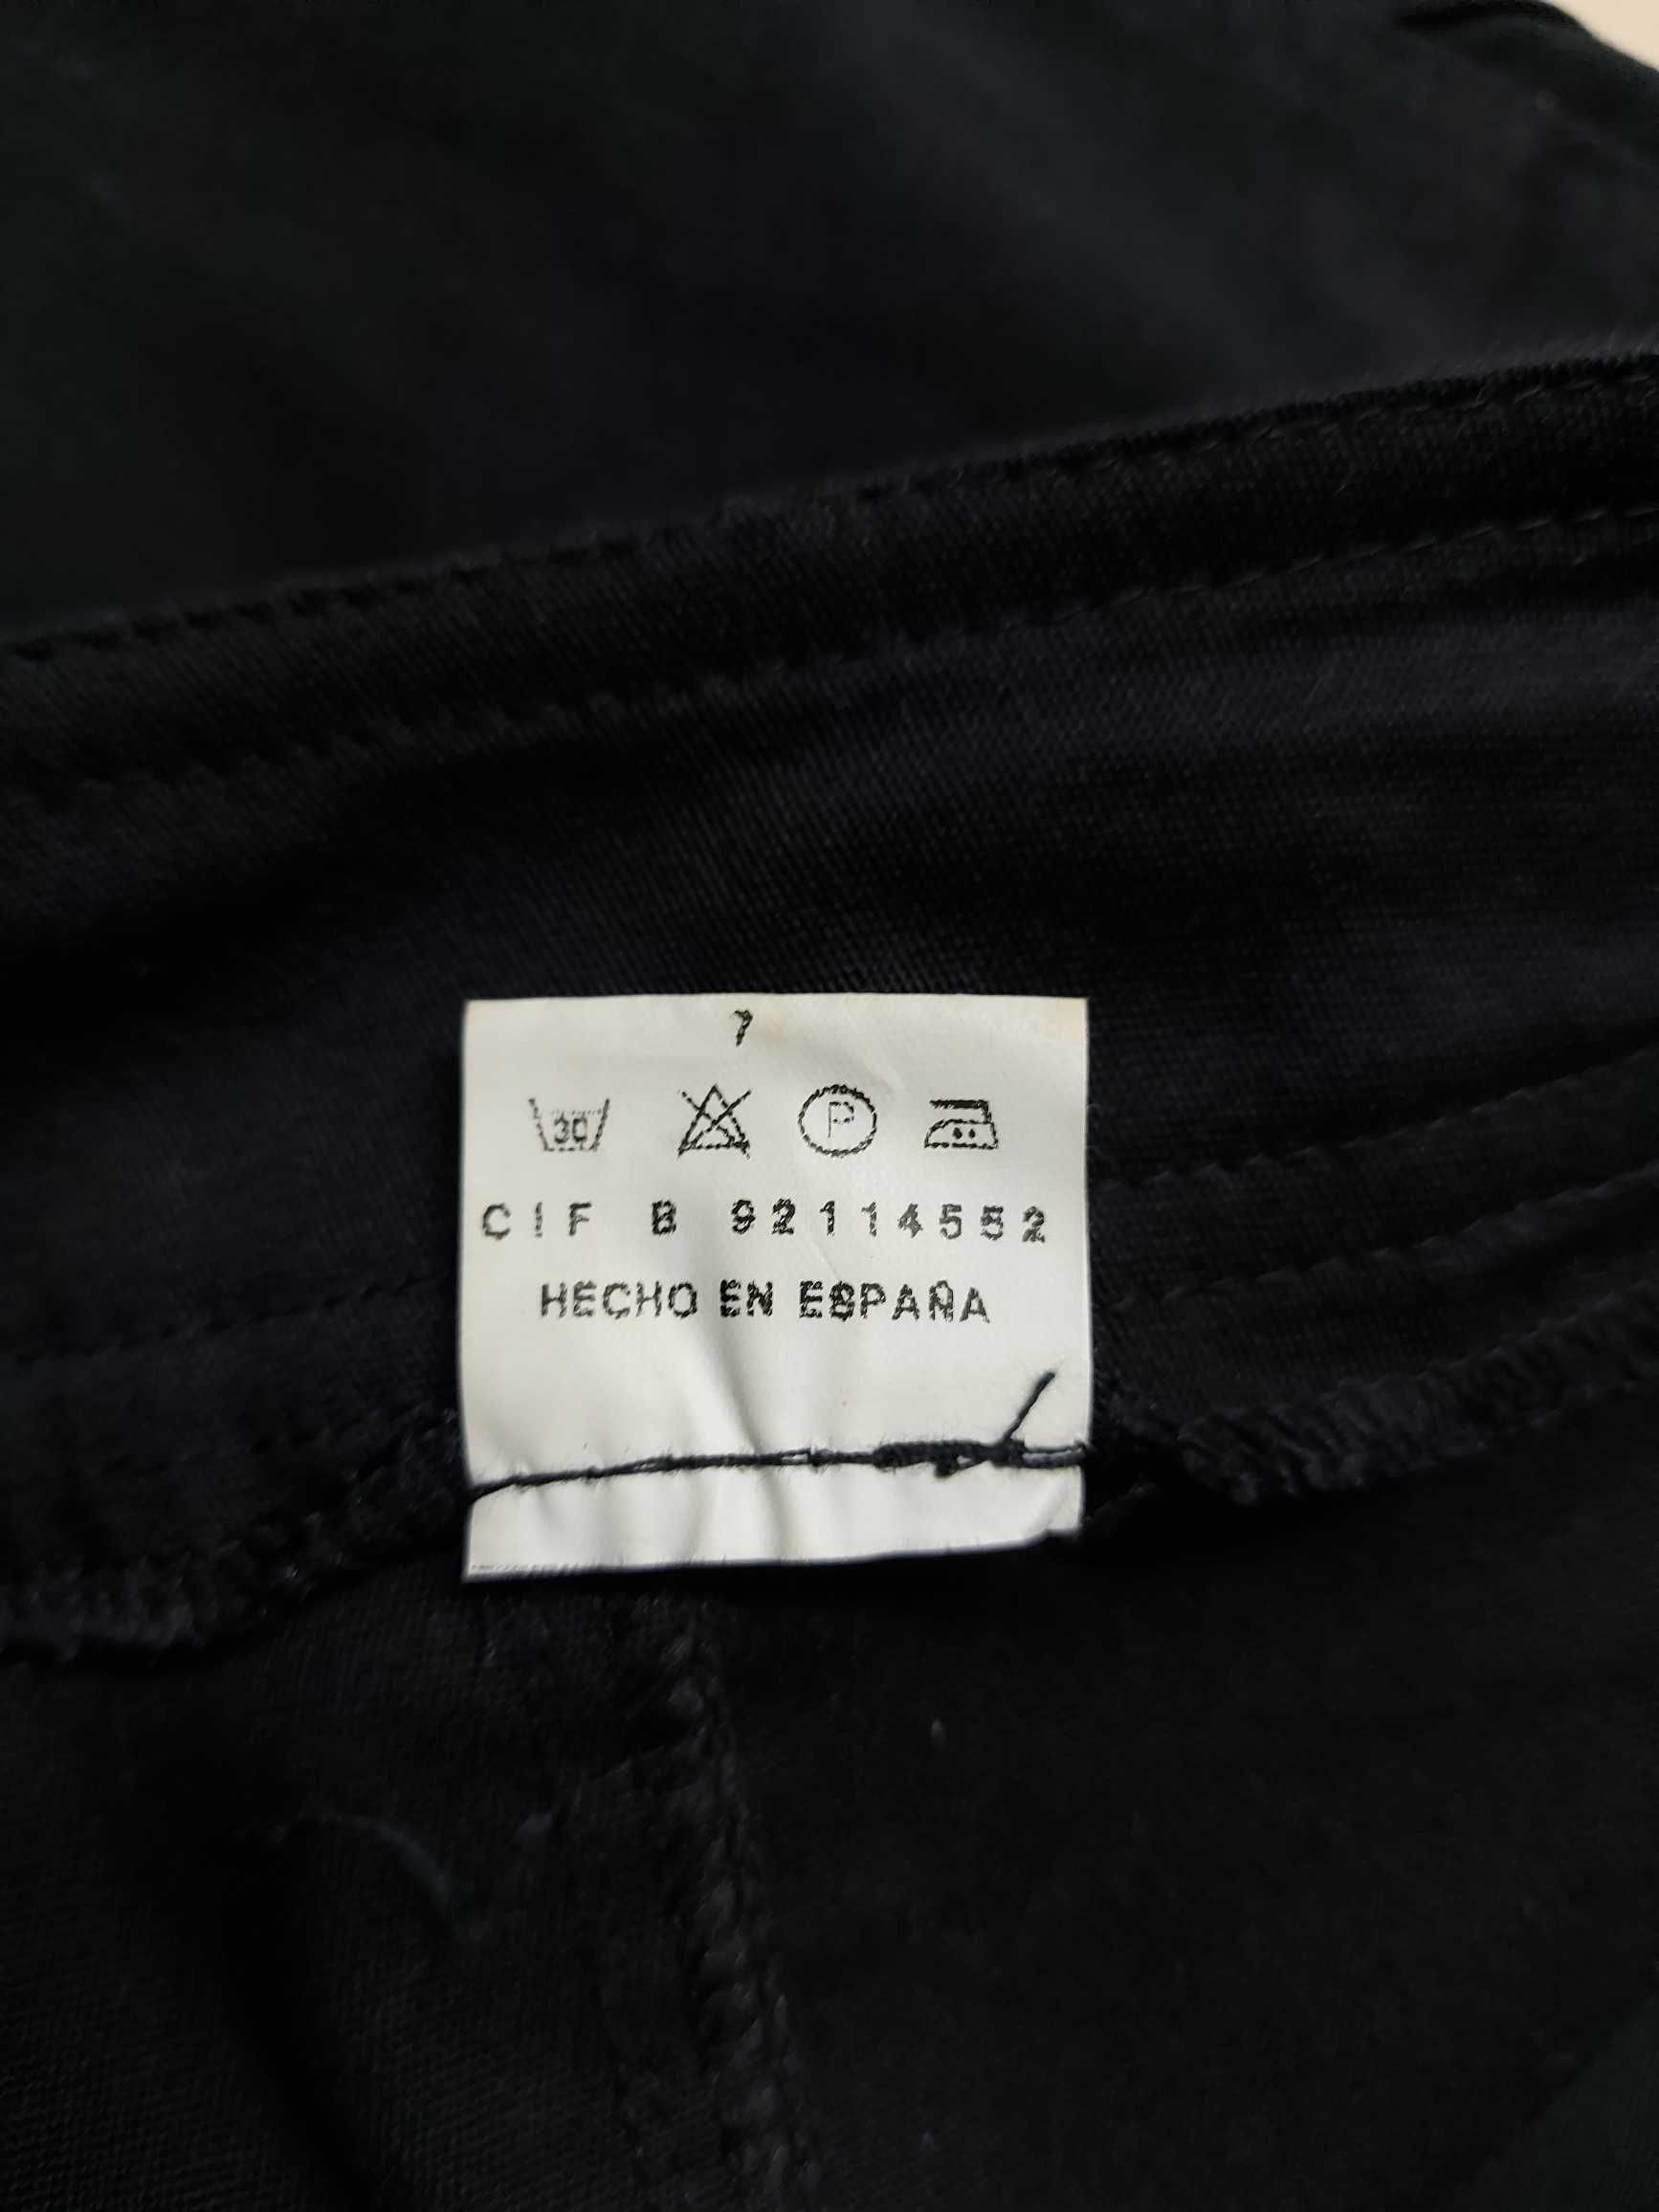 7
30 P
CIF B 92114552
HECHO EN ESPAÑA